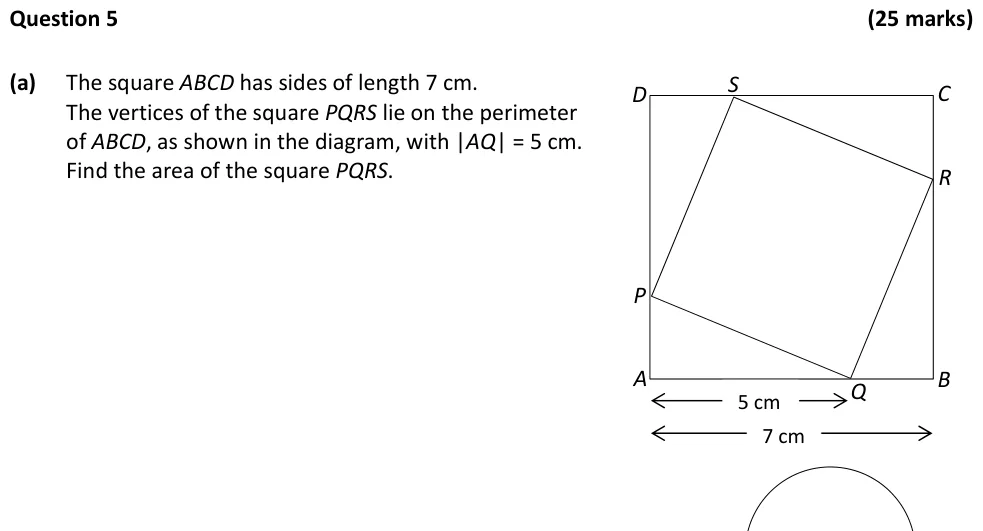 Question 5 (25 marks)
(a) The square ABCD has sides of length 7 cm.
The vertices of the square PQRS lie on the perimeter
of ABCD, as shown in the diagram, with |AQ| = 5 cm.
Find the area of the square PQRS.
D S C
R
P
A B
Q
5 cm
7 cm